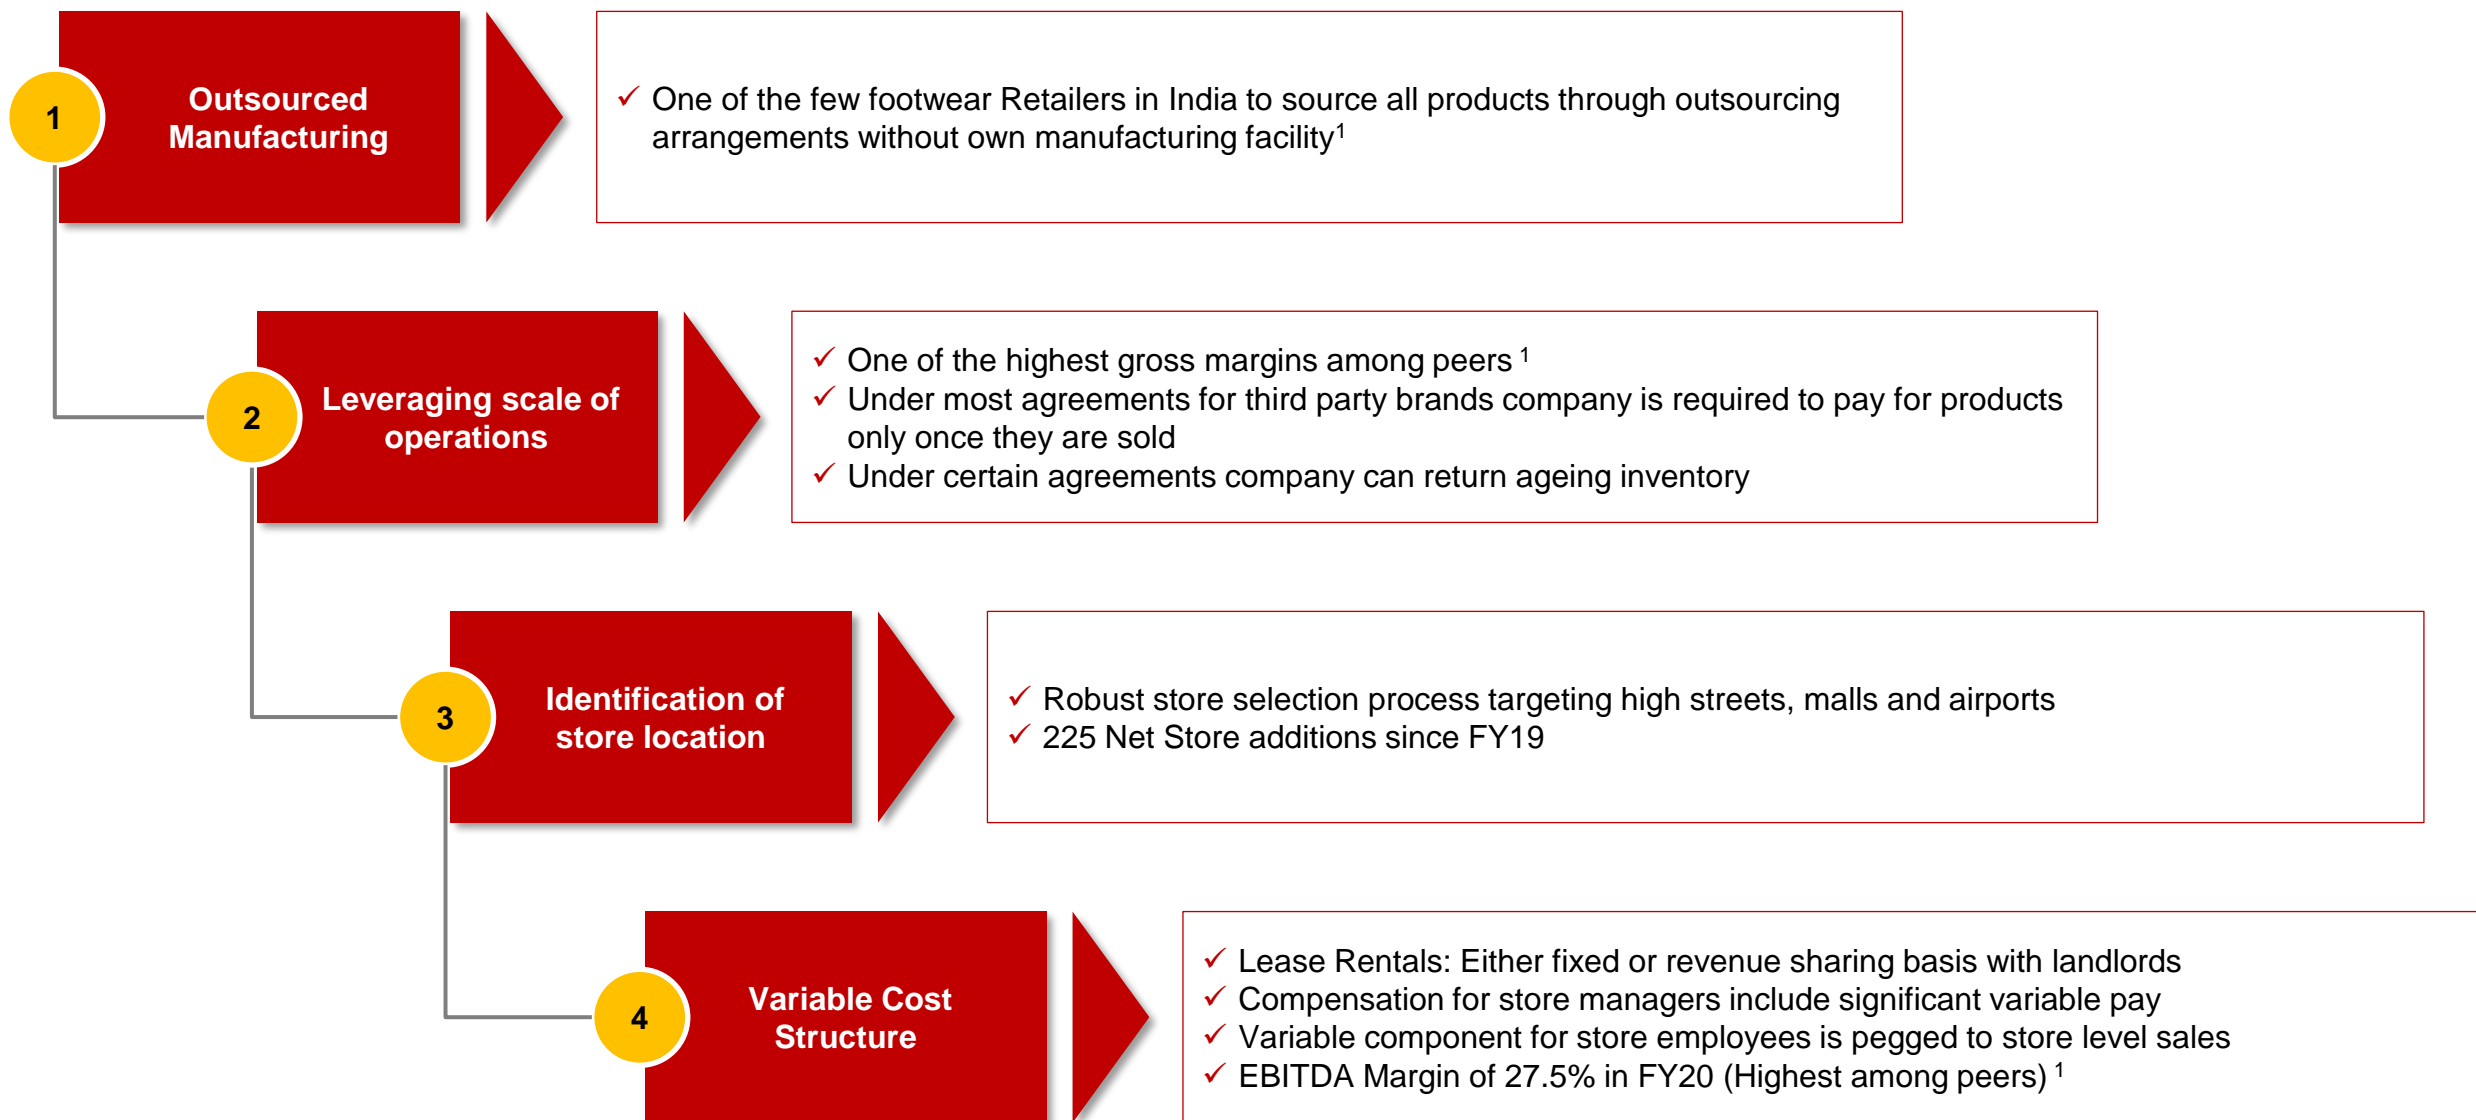 1
Outsourced
Manufacturing
✓ One of the few footwear Retailers in India to source all products through outsourcing
arrangements without own manufacturing facility¹
2
Leveraging scale of
operations
✓ One of the highest gross margins among peers ¹
✓ Under most agreements for third party brands company is required to pay for products
only once they are sold
✓ Under certain agreements company can return ageing inventory
3
Identification of
store location
✓ Robust store selection process targeting high streets, malls and airports
✓ 225 Net Store additions since FY19
4
Variable Cost
Structure
✓ Lease Rentals: Either fixed or revenue sharing basis with landlords
✓ Compensation for store managers include significant variable pay
✓ Variable component for store employees is pegged to store level sales
✓ EBITDA Margin of 27.5% in FY20 (Highest among peers) ¹